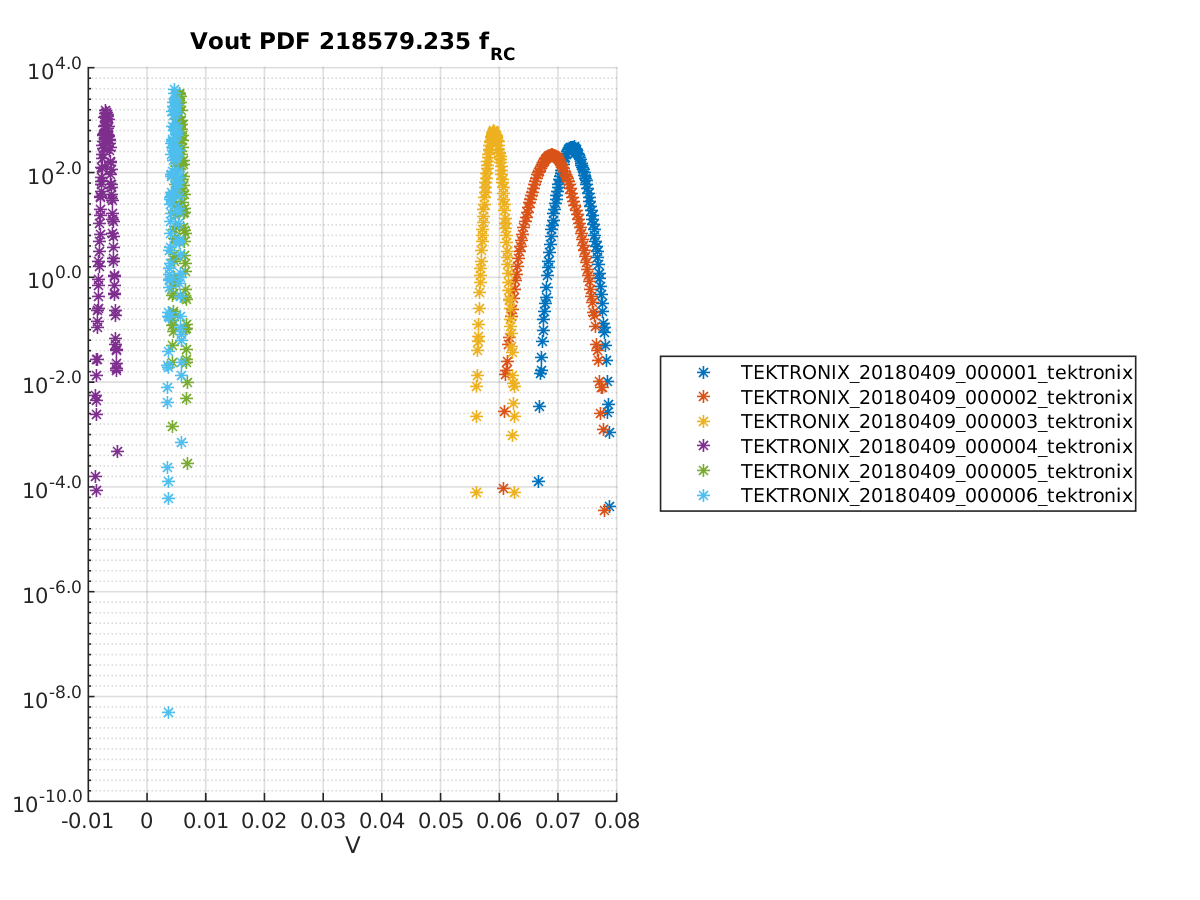 Vout PDF 218579.235 f_RC
10^4.0
10^2.0
10^0.0
10^-2.0
10^-4.0
10^-6.0
10^-8.0
10^-10.0
-0.01 0 0.01 0.02 0.03 0.04 0.05 0.06 0.07 0.08
V
TEKTRONIX_20180409_000001_tektronix
TEKTRONIX_20180409_000002_tektronix
TEKTRONIX_20180409_000003_tektronix
TEKTRONIX_20180409_000004_tektronix
TEKTRONIX_20180409_000005_tektronix
TEKTRONIX_20180409_000006_tektronix